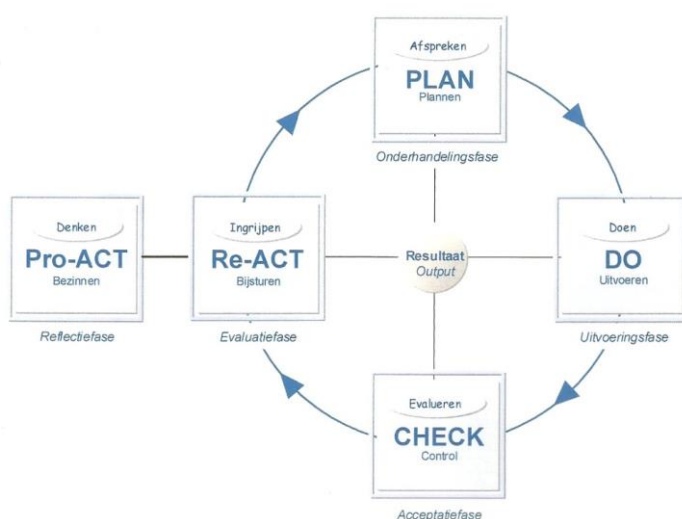 Afspreken
PLAN
Plannen
Onderhandelingsfase
Denken
Pro-ACT
Bezinnen
Reflectiefase
Ingrijpen
Re-ACT
Bijsturen
Evaluatiefase
Resultaat
Output
Doen
DO
Uitvoeren
Uitvoeringsfase
Evalueren
CHECK
Control
Acceptatiefase